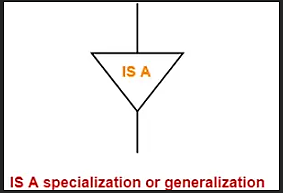 IS A
IS A specialization or generalization